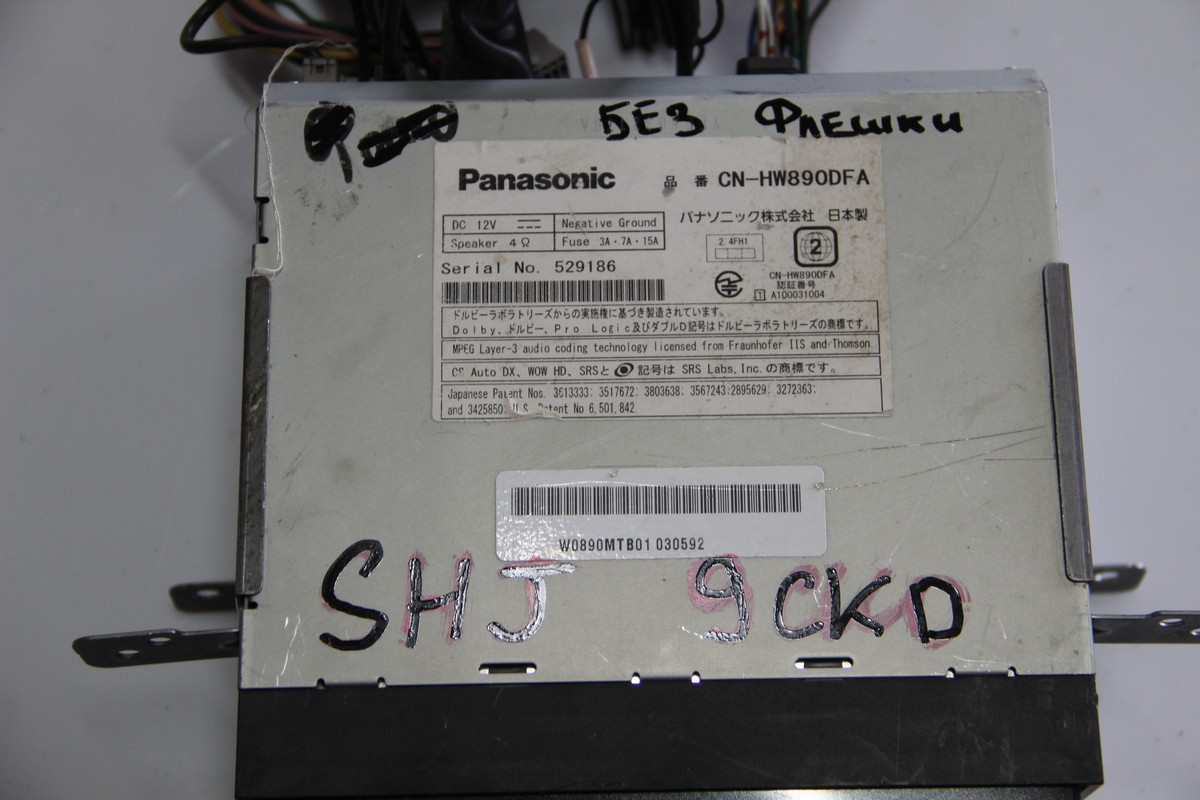 БЕЗ ФЛЕШКИ
Panasonic 品番 CN-HW890DFA
DC 12V Negative Ground
Speaker 4Ω Fuse 3A・7A・15A
パナソニック株式会社 日本製
Serial No. 529186
2.4FH1
2
CN-HW890DFA
認証番号
1 A10D031004
ドルビーラボラトリーズからの実施権に基づき製造されています。
Dolby、ドルビー、Pro Logic及びダブルD記号はドルビーラボラトリーズの商標です。
MPEG Layer-3 audio coding technology licensed from Fraunhofer IIS and Thomson.
CS Auto DX, WOW HD, SRSと 記号は SRS Labs, Inc. の商標です。
Japanese Patent Nos. 3613333; 3517672; 3803638; 3567243;2895629; 3272363;
and 3425850; U.S. Patent No 6,501,842.
W0890MTB01 030592
SHJ 9CKD